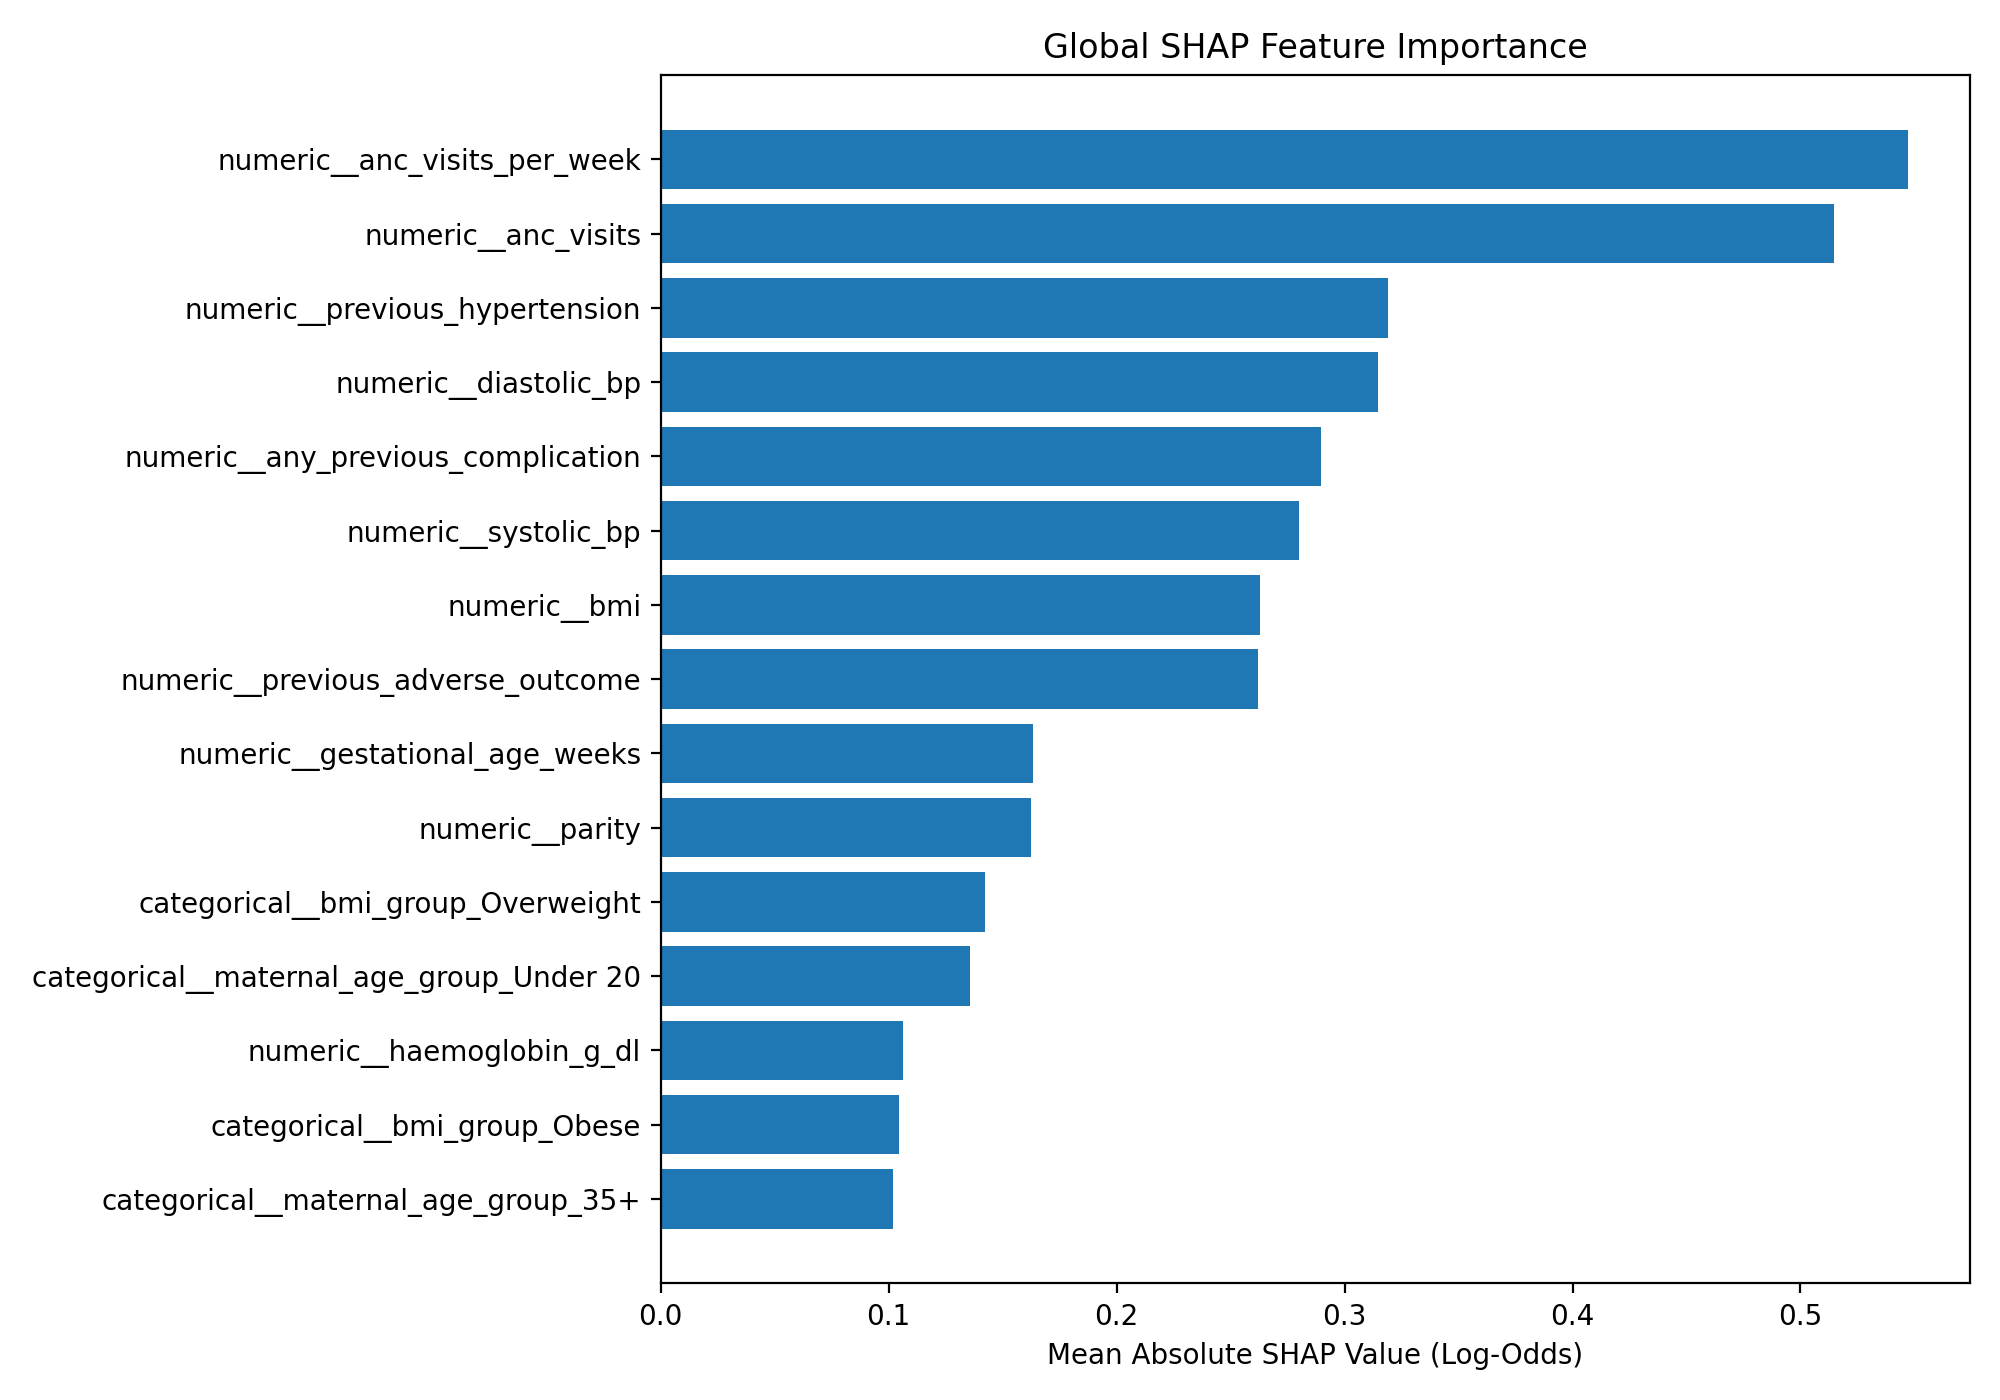 Global SHAP Feature Importance
numeric__anc_visits_per_week
numeric__anc_visits
numeric__previous_hypertension
numeric__diastolic_bp
numeric__any_previous_complication
numeric__systolic_bp
numeric__bmi
numeric__previous_adverse_outcome
numeric__gestational_age_weeks
numeric__parity
categorical__bmi_group_Overweight
categorical__maternal_age_group_Under 20
numeric__haemoglobin_g_dl
categorical__bmi_group_Obese
categorical__maternal_age_group_35+
0.0 0.1 0.2 0.3 0.4 0.5
Mean Absolute SHAP Value (Log-Odds)